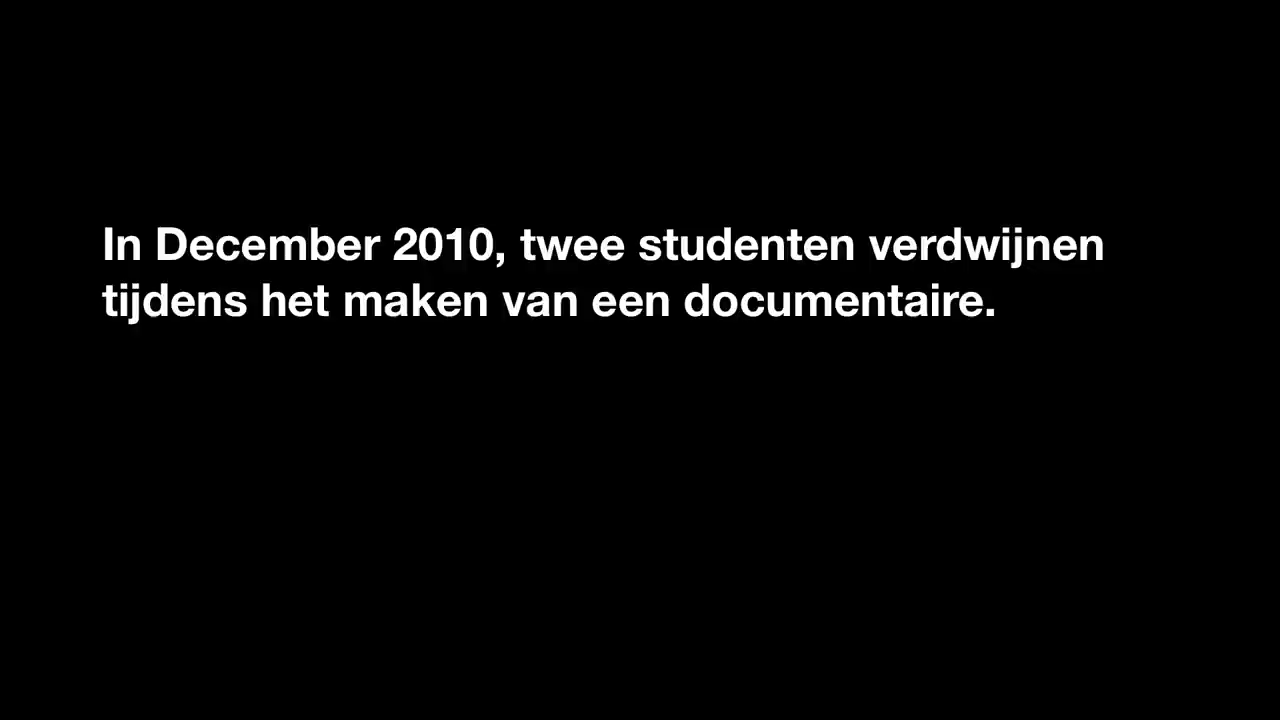 In December 2010, twee studenten verdwijnen
tijdens het maken van een documentaire.